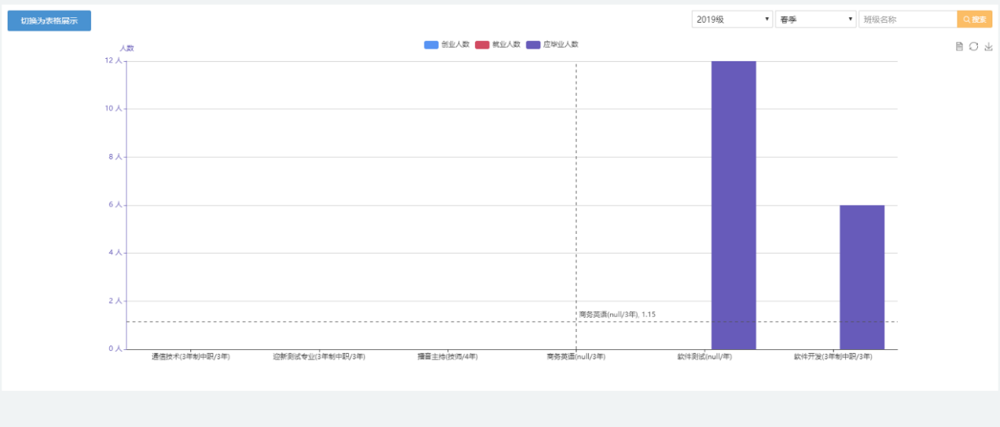 切换为表格展示
2019级
春季
班级名称
搜索
人数
创业人数
就业人数
应毕业人数
12 人
10 人
8 人
6 人
4 人
2 人
0 人
商务英语(null/3年), 1.15
通信技术(3年制中职/3年)
迎新测试专业(3年制中职/3年)
播音主持(技师/4年)
商务英语(null/3年)
软件测试(null/年)
软件开发(3年制中职/3年)